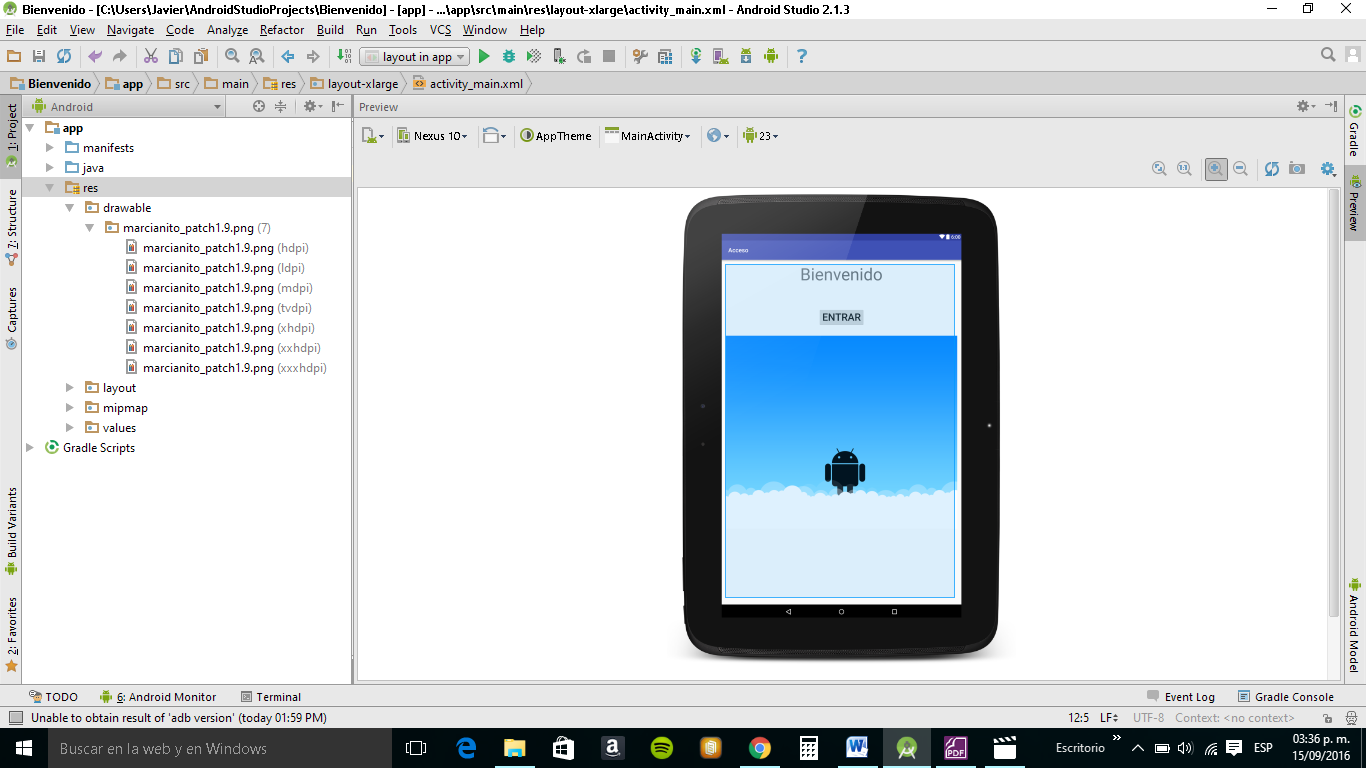 Bienvenido - [C:\Users\Javier\AndroidStudioProjects\Bienvenido] - [app] - ...\app\src\main\res\layout-xlarge\activity_main.xml - Android Studio 2.1.3
File Edit View Navigate Code Analyze Refactor Build Run Tools VCS Window Help
layout in app
Bienvenido app src main res layout-xlarge activity_main.xml
1: Project
7: Structure
Captures
Build Variants
2: Favorites
Android
app
manifests
java
res
drawable
marcianito_patch1.9.png (7)
marcianito_patch1.9.png (hdpi)
marcianito_patch1.9.png (ldpi)
marcianito_patch1.9.png (mdpi)
marcianito_patch1.9.png (tvdpi)
marcianito_patch1.9.png (xhdpi)
marcianito_patch1.9.png (xxhdpi)
marcianito_patch1.9.png (xxxhdpi)
layout
mipmap
values
Gradle Scripts
Preview
Nexus 10 AppTheme MainActivity 23
6:00
Acceso
Bienvenido
ENTRAR
Gradle
Preview
Android Model
TODO 6: Android Monitor Terminal Event Log Gradle Console
Unable to obtain result of 'adb version' (today 01:59 PM) 12:5 LF UTF-8 Context: <no context>
Buscar en la web y en Windows
Escritorio ESP
03:36 p. m.
15/09/2016